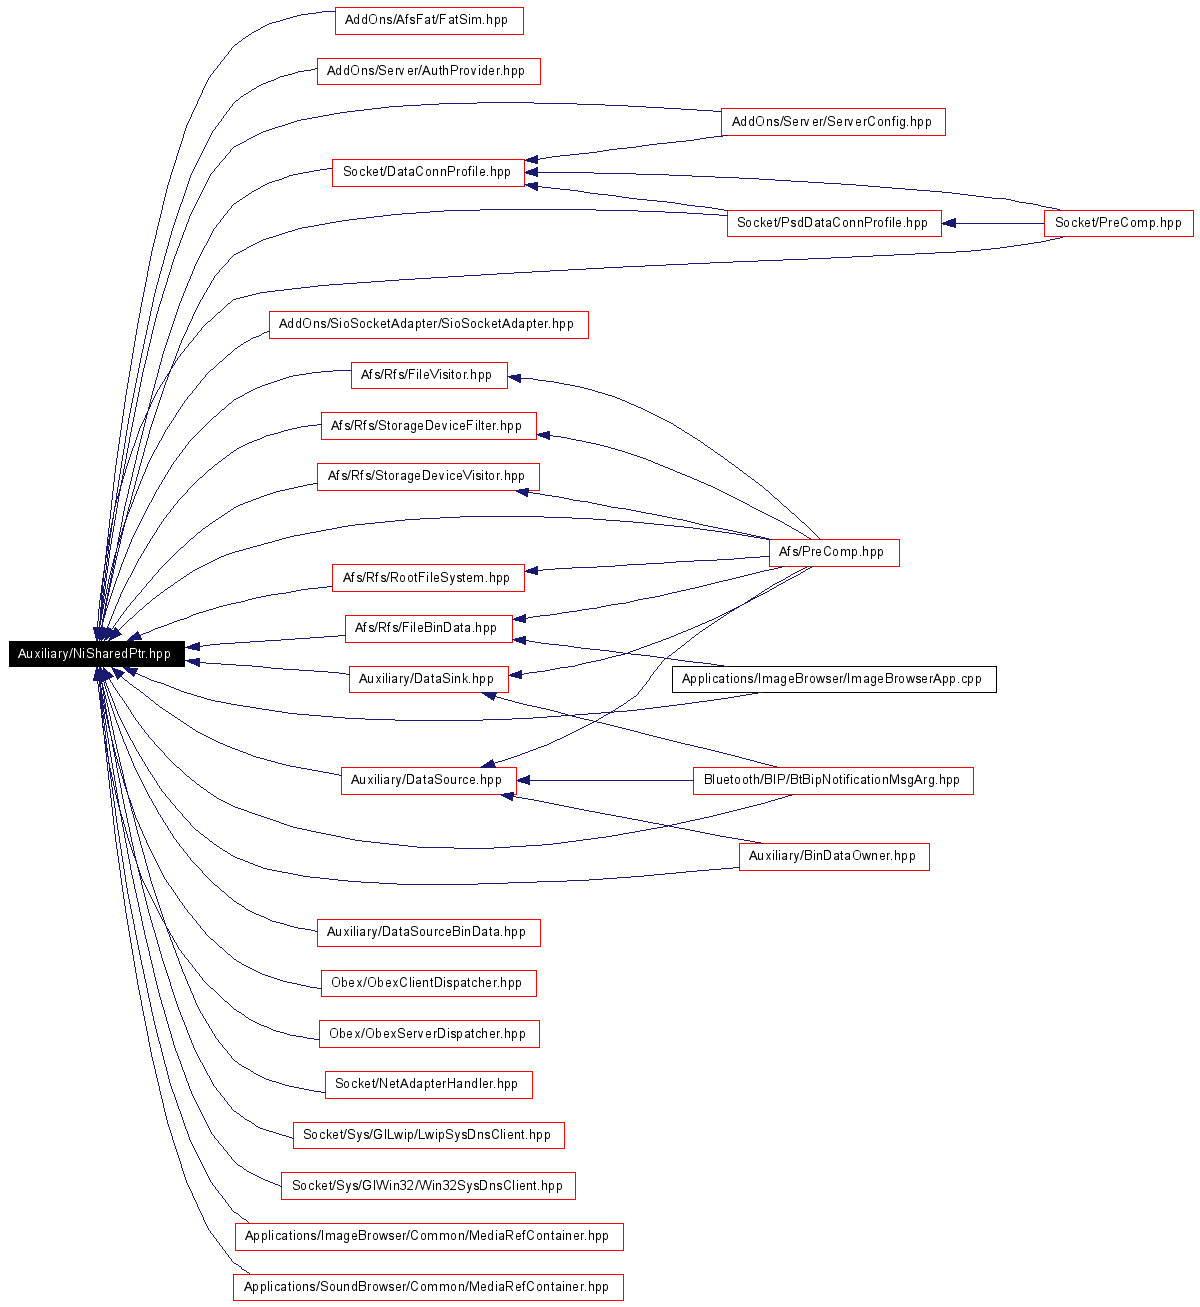 AddOns/AfsFat/FatSim.hpp
AddOns/Server/AuthProvider.hpp
AddOns/Server/ServerConfig.hpp
Socket/DataConnProfile.hpp
Socket/PsdDataConnProfile.hpp
Socket/PreComp.hpp
AddOns/SioSocketAdapter/SioSocketAdapter.hpp
Afs/Rfs/FileVisitor.hpp
Afs/Rfs/StorageDeviceFilter.hpp
Afs/Rfs/StorageDeviceVisitor.hpp
Afs/PreComp.hpp
Afs/Rfs/RootFileSystem.hpp
Afs/Rfs/FileBinData.hpp
Auxiliary/NiSharedPtr.hpp
Auxiliary/DataSink.hpp
Applications/ImageBrowser/ImageBrowserApp.cpp
Auxiliary/DataSource.hpp
Bluetooth/BIP/BtBipNotificationMsgArg.hpp
Auxiliary/BinDataOwner.hpp
Auxiliary/DataSourceBinData.hpp
Obex/ObexClientDispatcher.hpp
Obex/ObexServerDispatcher.hpp
Socket/NetAdapterHandler.hpp
Socket/Sys/GILwip/LwipSysDnsClient.hpp
Socket/Sys/GIWin32/Win32SysDnsClient.hpp
Applications/ImageBrowser/Common/MediaRefContainer.hpp
Applications/SoundBrowser/Common/MediaRefContainer.hpp